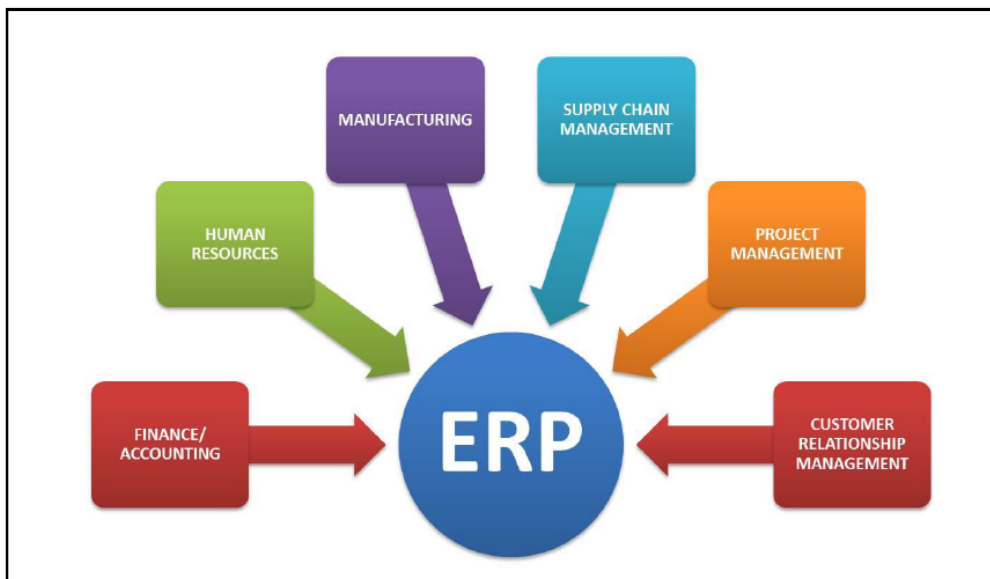 MANUFACTURING
SUPPLY CHAIN
MANAGEMENT
HUMAN
RESOURCES
PROJECT
MANAGEMENT
FINANCE/
ACCOUNTING
ERP
CUSTOMER
RELATIONSHIP
MANAGEMENT